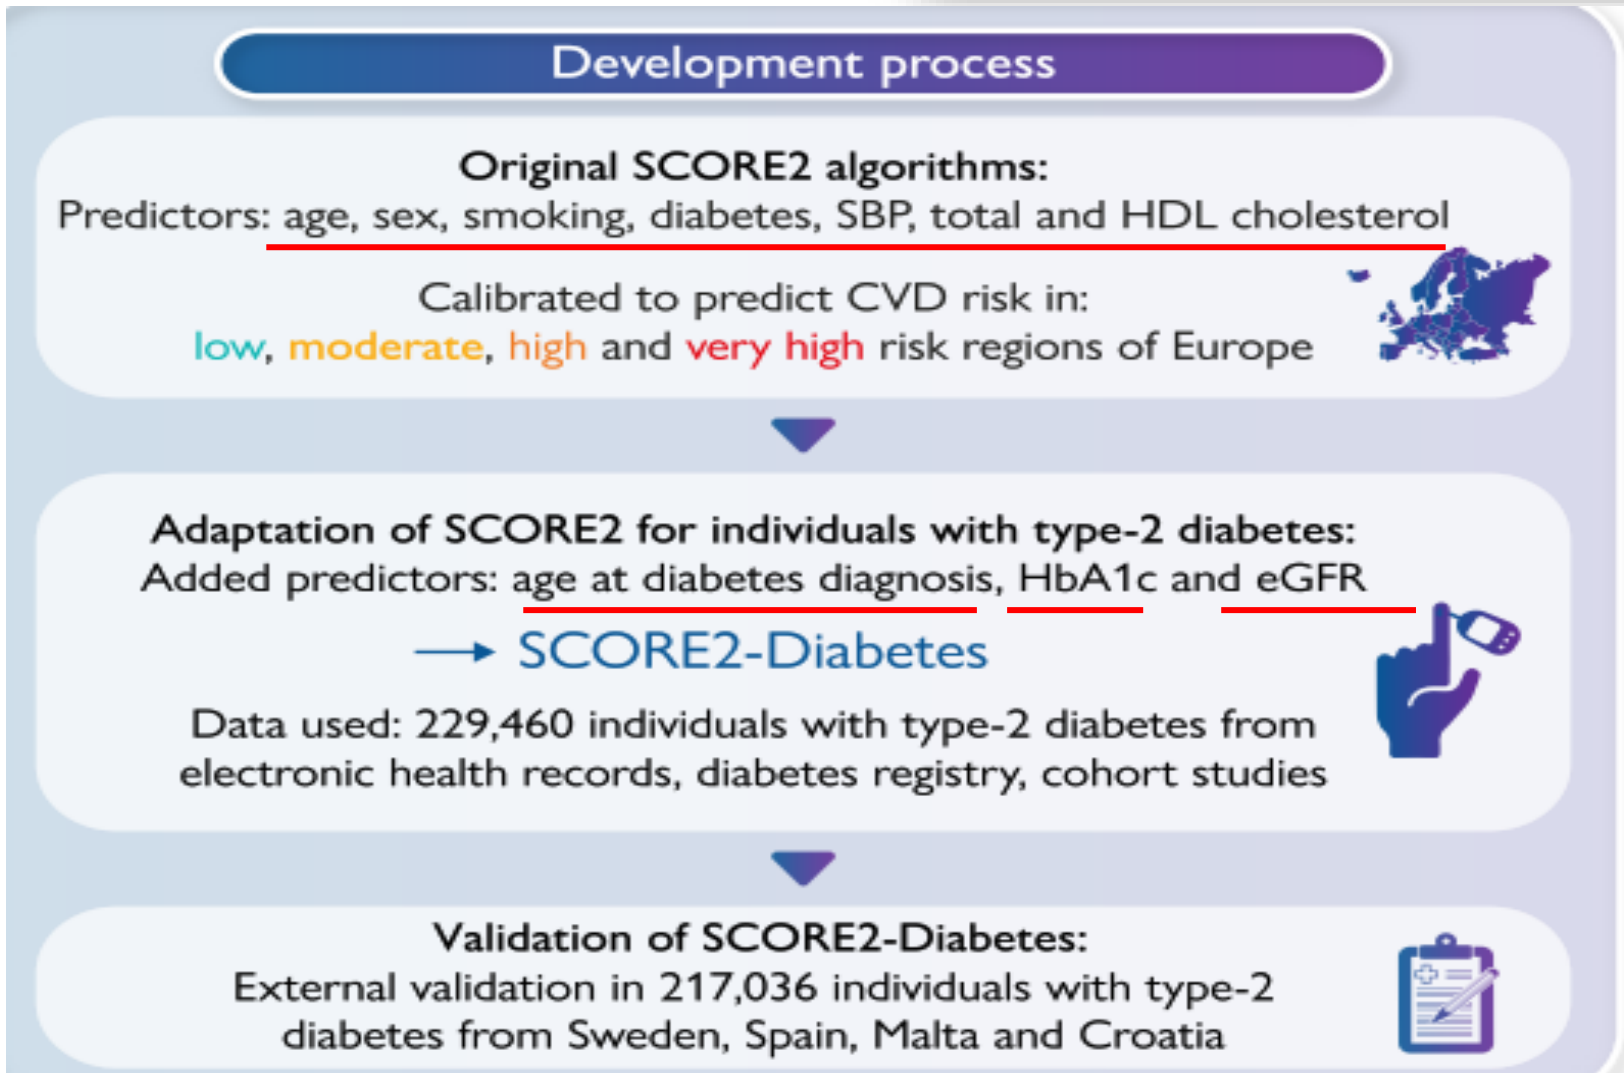 Development process
Original SCORE2 algorithms:
Predictors: age, sex, smoking, diabetes, SBP, total and HDL cholesterol
Calibrated to predict CVD risk in:
low, moderate, high and very high risk regions of Europe
Adaptation of SCORE2 for individuals with type-2 diabetes:
Added predictors: age at diabetes diagnosis, HbA1c and eGFR
→ SCORE2-Diabetes
Data used: 229,460 individuals with type-2 diabetes from
electronic health records, diabetes registry, cohort studies
Validation of SCORE2-Diabetes:
External validation in 217,036 individuals with type-2
diabetes from Sweden, Spain, Malta and Croatia